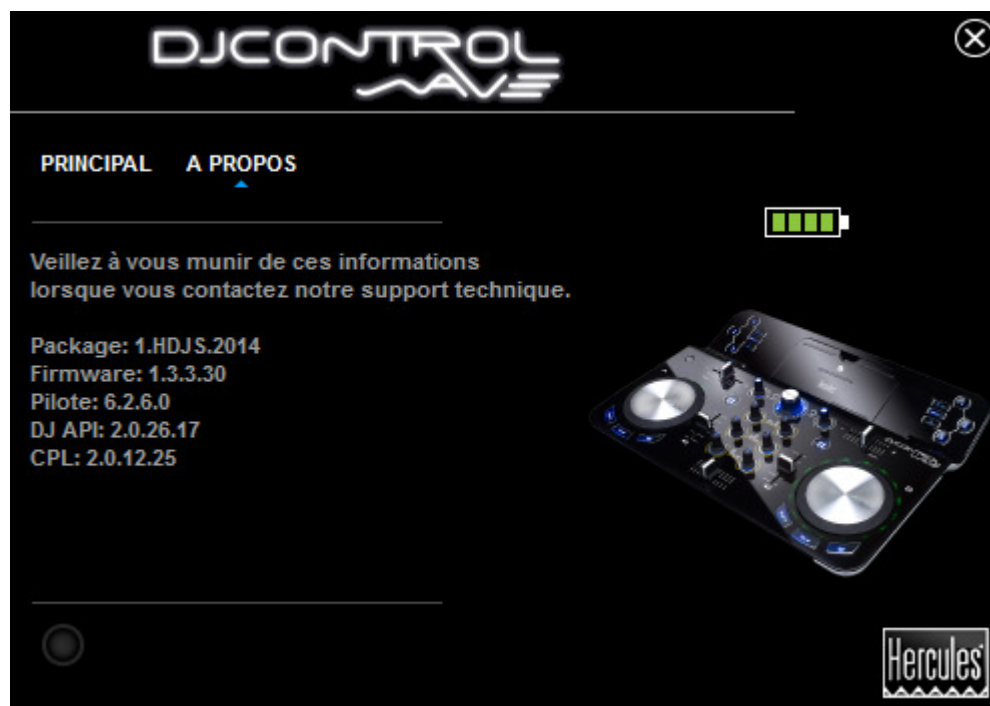 DJCONTROL
WAVE
PRINCIPAL A PROPOS
Veillez à vous munir de ces informations
lorsque vous contactez notre support technique.
Package: 1.HDJS.2014
Firmware: 1.3.3.30
Pilote: 6.2.6.0
DJ API: 2.0.26.17
CPL: 2.0.12.25
Hercules